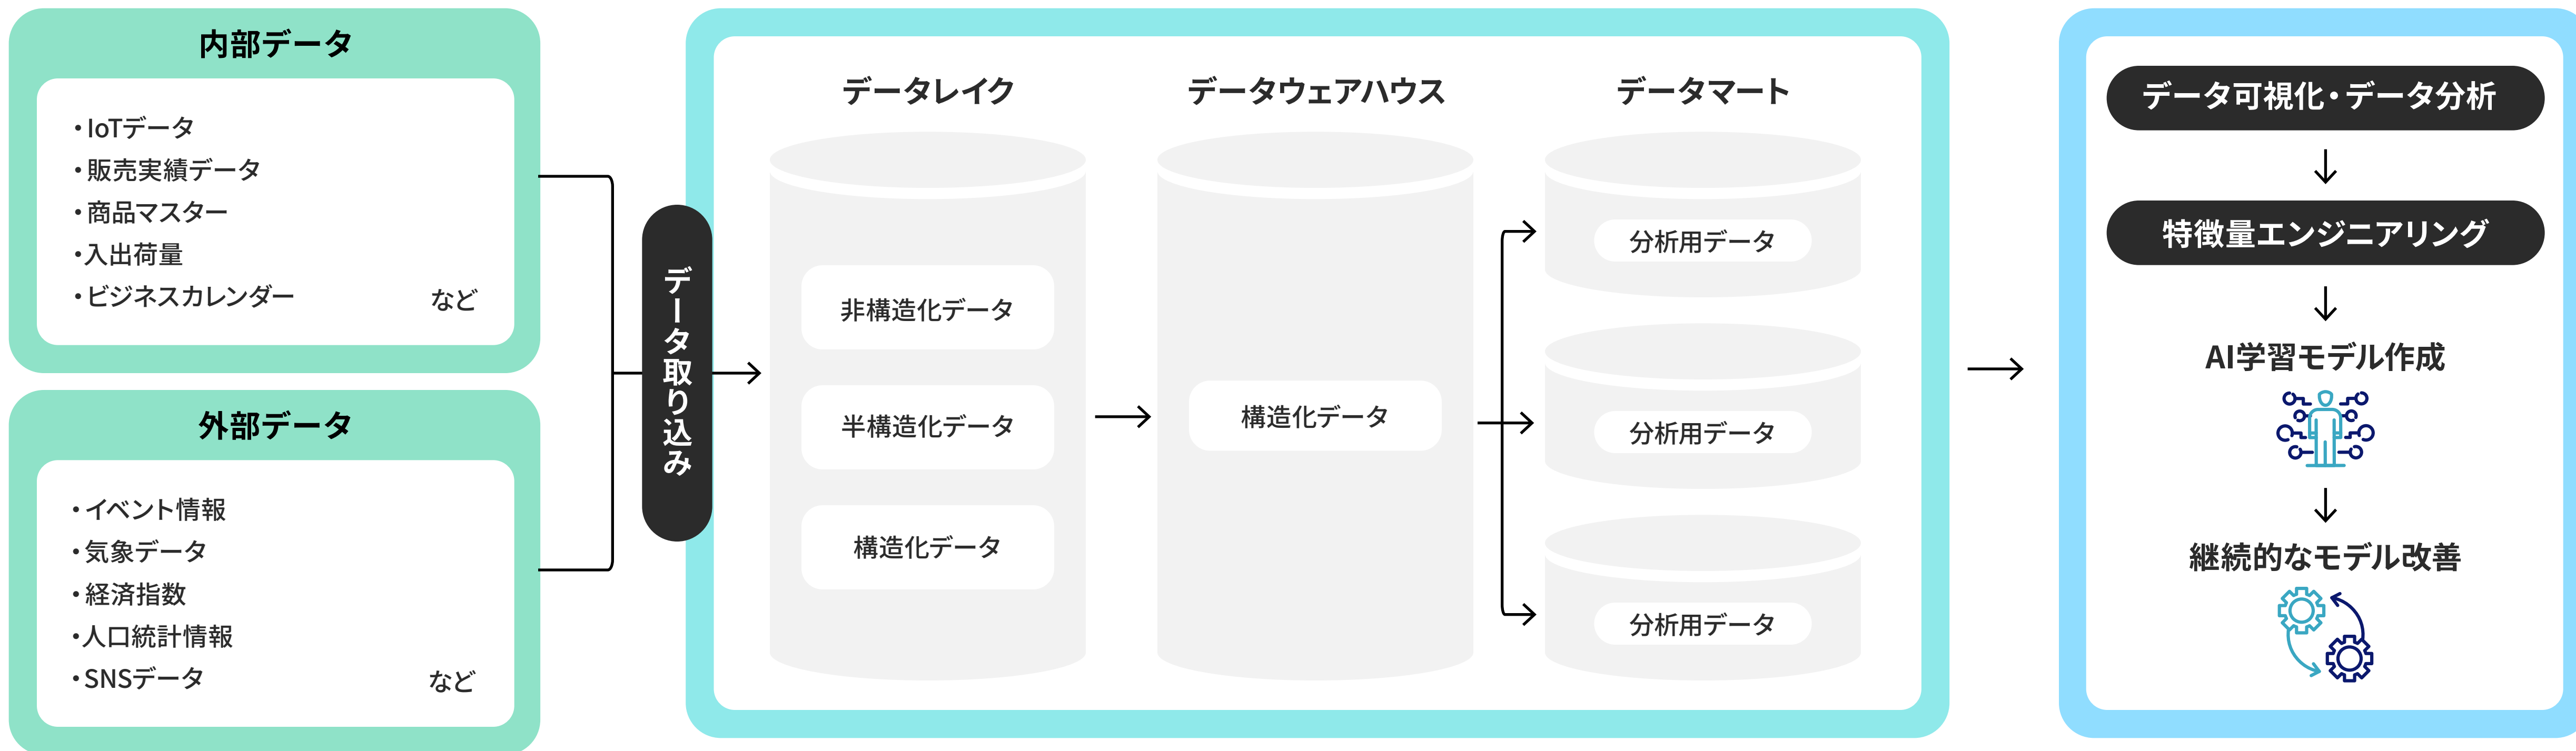 内部データ
・IoTデータ
・販売実績データ
・商品マスター
・入出荷量
・ビジネスカレンダー
など
外部データ
・イベント情報
・気象データ
・経済指数
・人口統計情報
・SNSデータ
など
データ取り込み
データレイク
非構造化データ
半構造化データ
構造化データ
データウェアハウス
構造化データ
データマート
分析用データ
分析用データ
分析用データ
データ可視化・データ分析
特徴量エンジニアリング
AI学習モデル作成
継続的なモデル改善